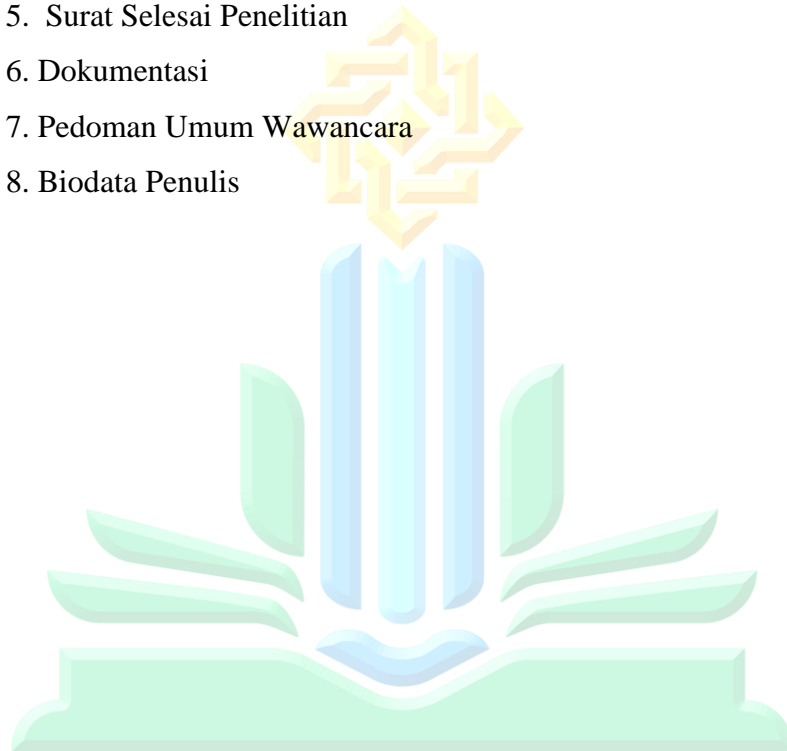 5. Surat Selesai Penelitian
6. Dokumentasi
7. Pedoman Umum Wawancara
8. Biodata Penulis